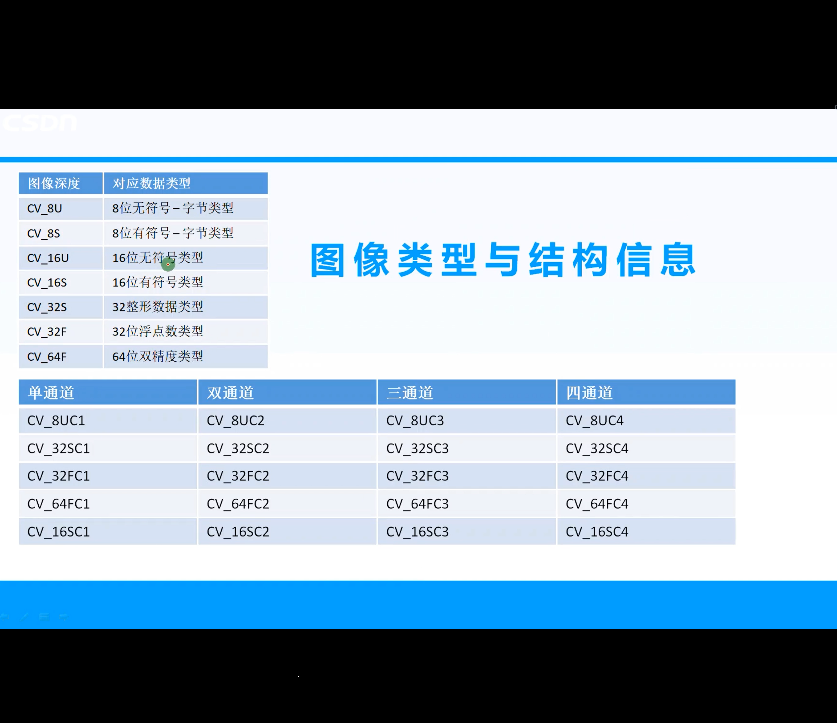 CSDN
图像深度 对应数据类型
CV_8U 8位无符号–字节类型
CV_8S 8位有符号–字节类型
CV_16U 16位无符号类型
CV_16S 16位有符号类型
CV_32S 32整形数据类型
CV_32F 32位浮点数类型
CV_64F 64位双精度类型
图像类型与结构信息
单通道 双通道 三通道 四通道
CV_8UC1 CV_8UC2 CV_8UC3 CV_8UC4
CV_32SC1 CV_32SC2 CV_32SC3 CV_32SC4
CV_32FC1 CV_32FC2 CV_32FC3 CV_32FC4
CV_64FC1 CV_64FC2 CV_64FC3 CV_64FC4
CV_16SC1 CV_16SC2 CV_16SC3 CV_16SC4